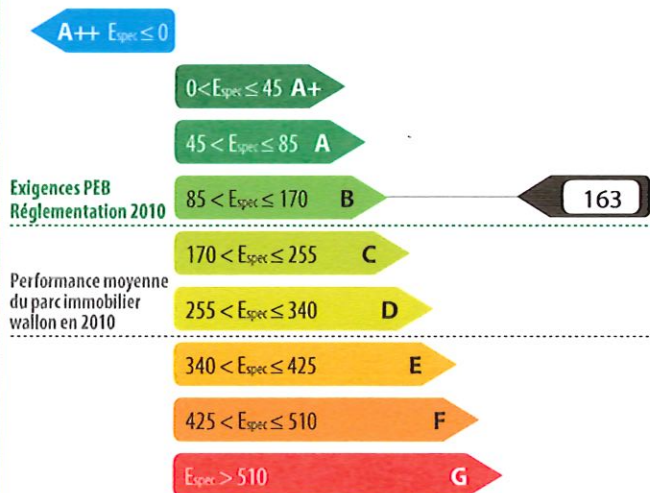 A++ Espec ≤ 0
0 < Espec ≤ 45 A+
45 < Espec ≤ 85 A
Exigences PEB
Réglementation 2010
85 < Espec ≤ 170 B
163
170 < Espec ≤ 255 C
Performance moyenne
du parc immobilier
wallon en 2010
255 < Espec ≤ 340 D
340 < Espec ≤ 425 E
425 < Espec ≤ 510 F
Espec > 510 G